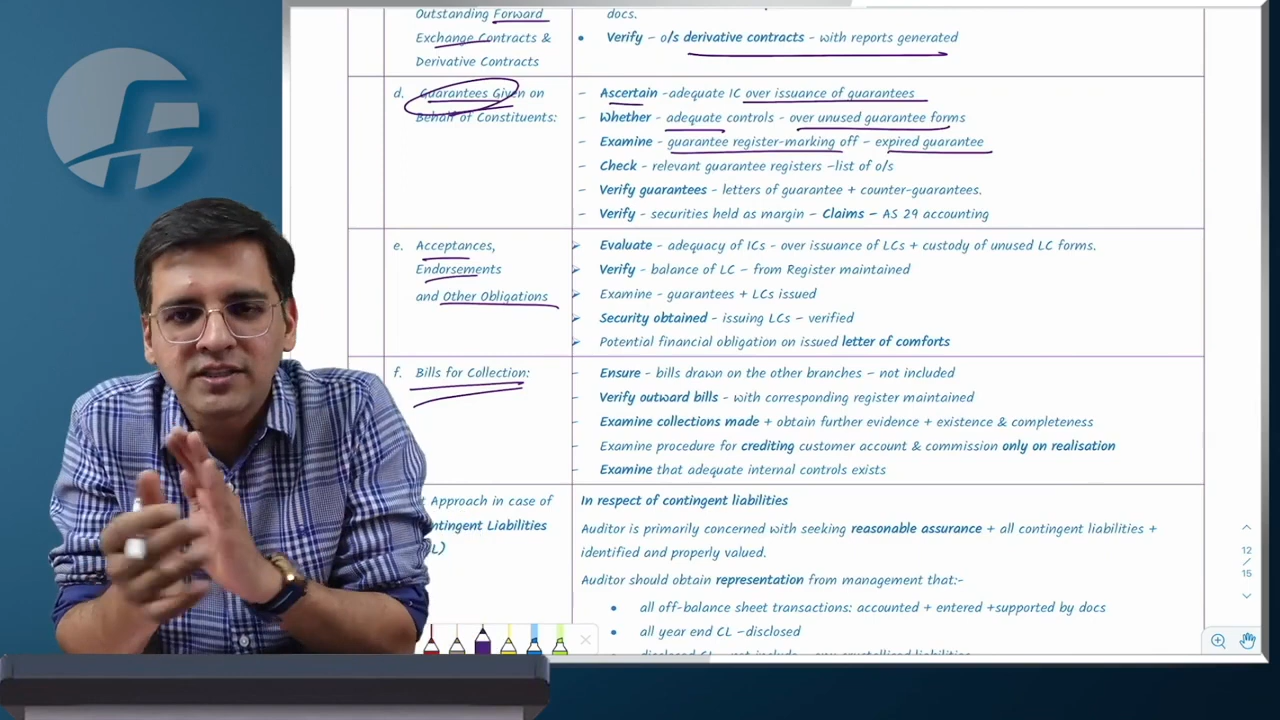 Outstanding Forward
Exchange Contracts &
Derivative Contracts
docs.
• Verify – o/s derivative contracts - with reports generated
d. Guarantees Given on
Behalf of Constituents:
- Ascertain -adequate IC over issuance of guarantees
- Whether - adequate controls - over unused guarantee forms
- Examine - guarantee register-marking off – expired guarantee
- Check - relevant guarantee registers –list of o/s
- Verify guarantees - letters of guarantee + counter-guarantees.
- Verify - securities held as margin – Claims – AS 29 accounting
e. Acceptances,
Endorsements
and Other Obligations
➢ Evaluate - adequacy of ICs - over issuance of LCs + custody of unused LC forms.
➢ Verify - balance of LC – from Register maintained
➢ Examine - guarantees + LCs issued
➢ Security obtained - issuing LCs – verified
➢ Potential financial obligation on issued letter of comforts
f. Bills for Collection:
- Ensure - bills drawn on the other branches – not included
- Verify outward bills - with corresponding register maintained
- Examine collections made + obtain further evidence + existence & completeness
- Examine procedure for crediting customer account & commission only on realisation
- Examine that adequate internal controls exists
Approach in case of
Liabilities
In respect of contingent liabilities
Auditor is primarily concerned with seeking reasonable assurance + all contingent liabilities +
identified and properly valued.
Auditor should obtain representation from management that:-
• all off-balance sheet transactions: accounted + entered +supported by docs
• all year end CL –disclosed
12
/
15